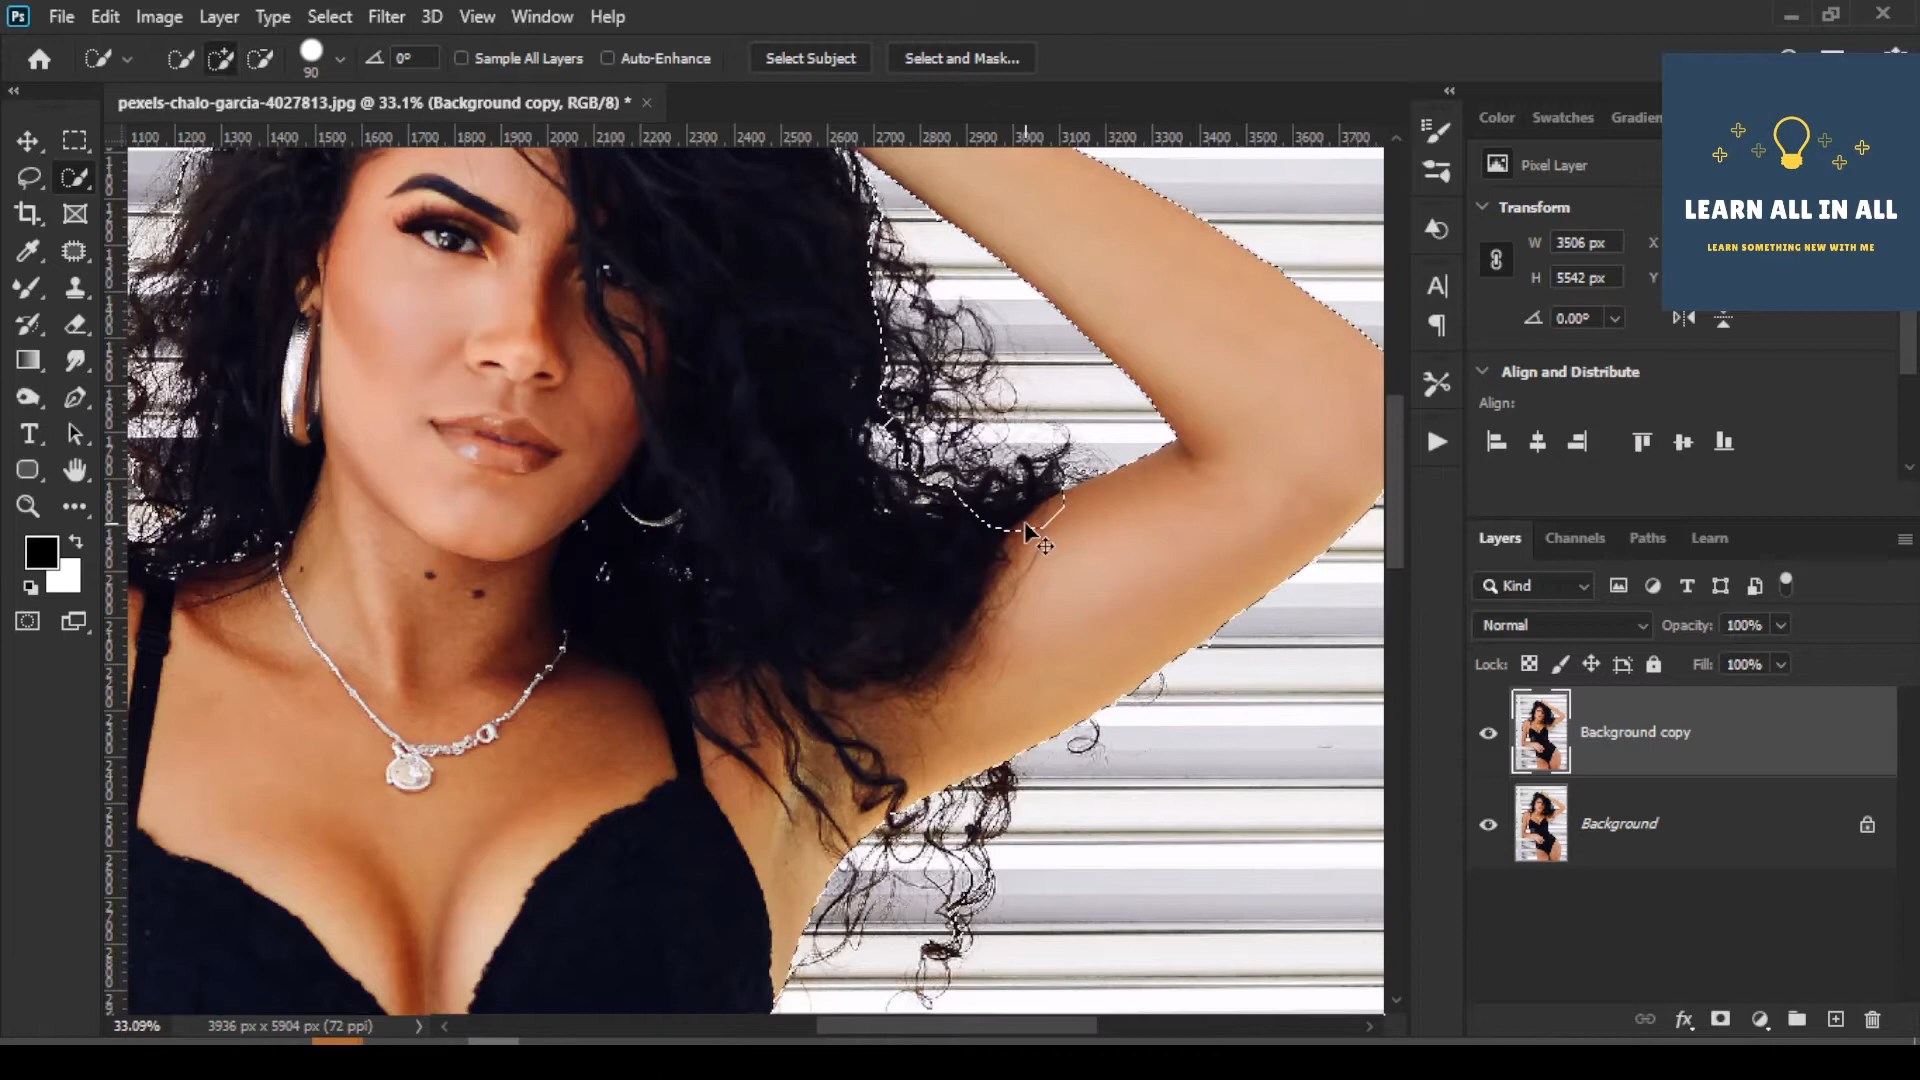 Ps File Edit Image Layer Type Select Filter 3D View Window Help
90 0° Sample All Layers Auto-Enhance Select Subject Select and Mask...
pexels-chalo-garcia-4027813.jpg @ 33.1% (Background copy, RGB/8) * ×
1100 1200 1300 1400 1500 1600 1700 1800 1900 2000 2100 2200 2300 2400 2500 2600 2700 2800 2900 3000 3100 3200 3300 3400 3500 3600 3700
Color Swatches Gradien
Pixel Layer
Transform
W 3506 px X
H 5542 px Y
0.00°
LEARN ALL IN ALL
LEARN SOMETHING NEW WITH ME
Align and Distribute
Align:
Layers Channels Paths Learn
Kind
Normal Opacity: 100%
Lock: Fill: 100%
Background copy
Background
33.09% 3936 px x 5904 px (72 ppi)